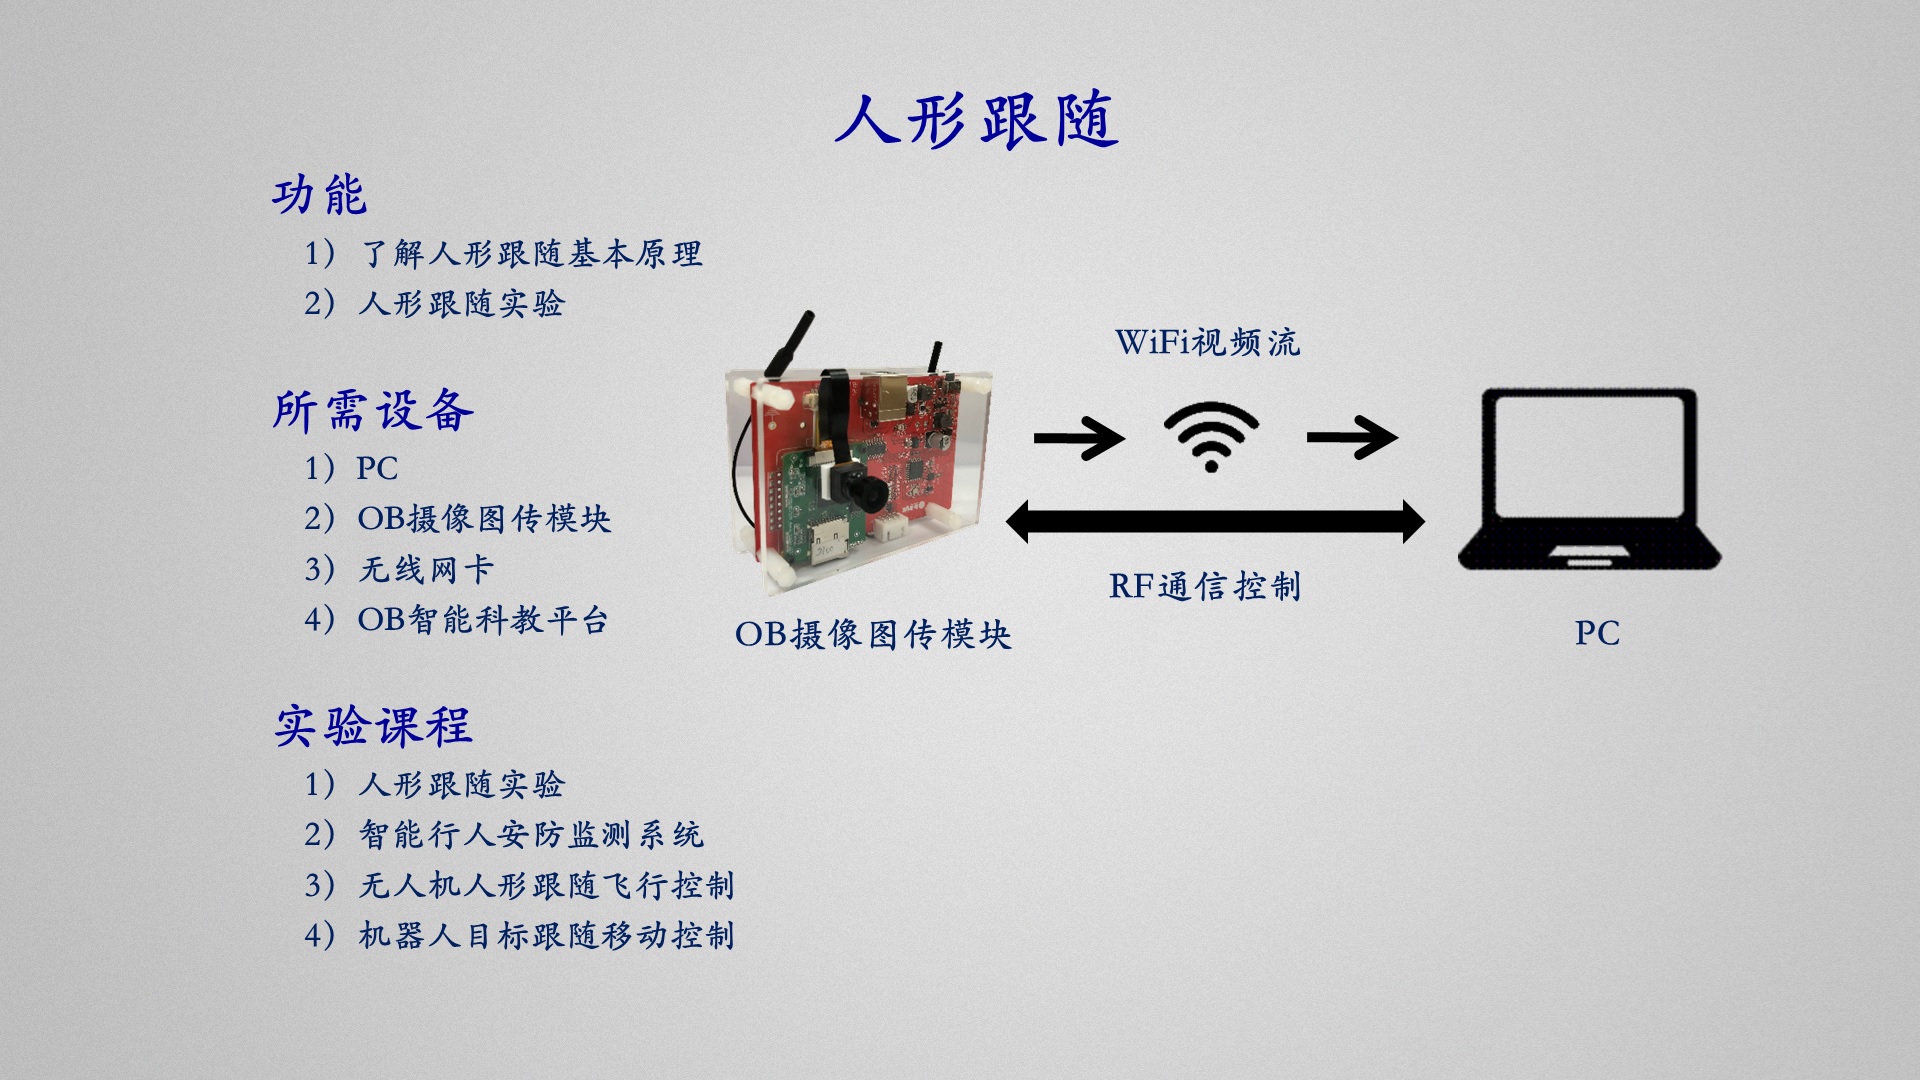 人形跟随
功能
1) 了解人形跟随基本原理
2) 人形跟随实验
所需设备
1) PC
2) OB摄像图传模块
3) 无线网卡
4) OB智能科教平台
实验课程
1) 人形跟随实验
2) 智能行人安防监测系统
3) 无人机人形跟随飞行控制
4) 机器人目标跟随移动控制
WiFi视频流
RF通信控制
OB摄像图传模块
PC